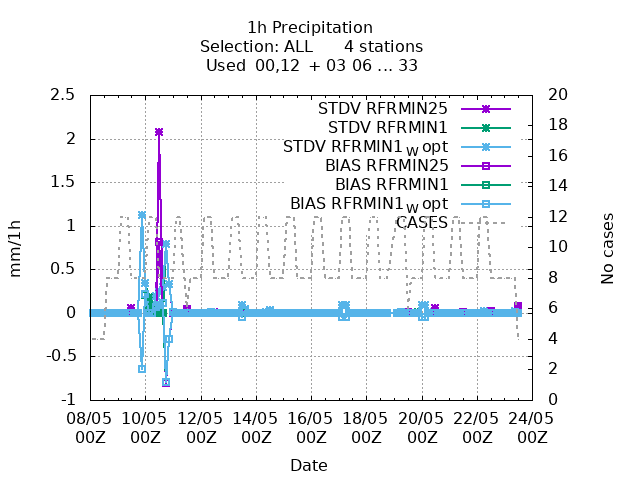 1h Precipitation
Selection: ALL      4 stations
Used  00,12  + 03 06 ... 33
2.5
2
1.5
1
0.5
0
-0.5
-1
mm/1h
20
18
16
14
12
10
8
6
4
2
0
No cases
STDV RFRMIN25
STDV RFRMIN1
STDV RFRMIN1w opt
BIAS RFRMIN25
BIAS RFRMIN1
BIAS RFRMIN1w opt
CASES
08/05 10/05 12/05 14/05 16/05 18/05 20/05 22/05 24/05
00Z 00Z 00Z 00Z 00Z 00Z 00Z 00Z 00Z
Date